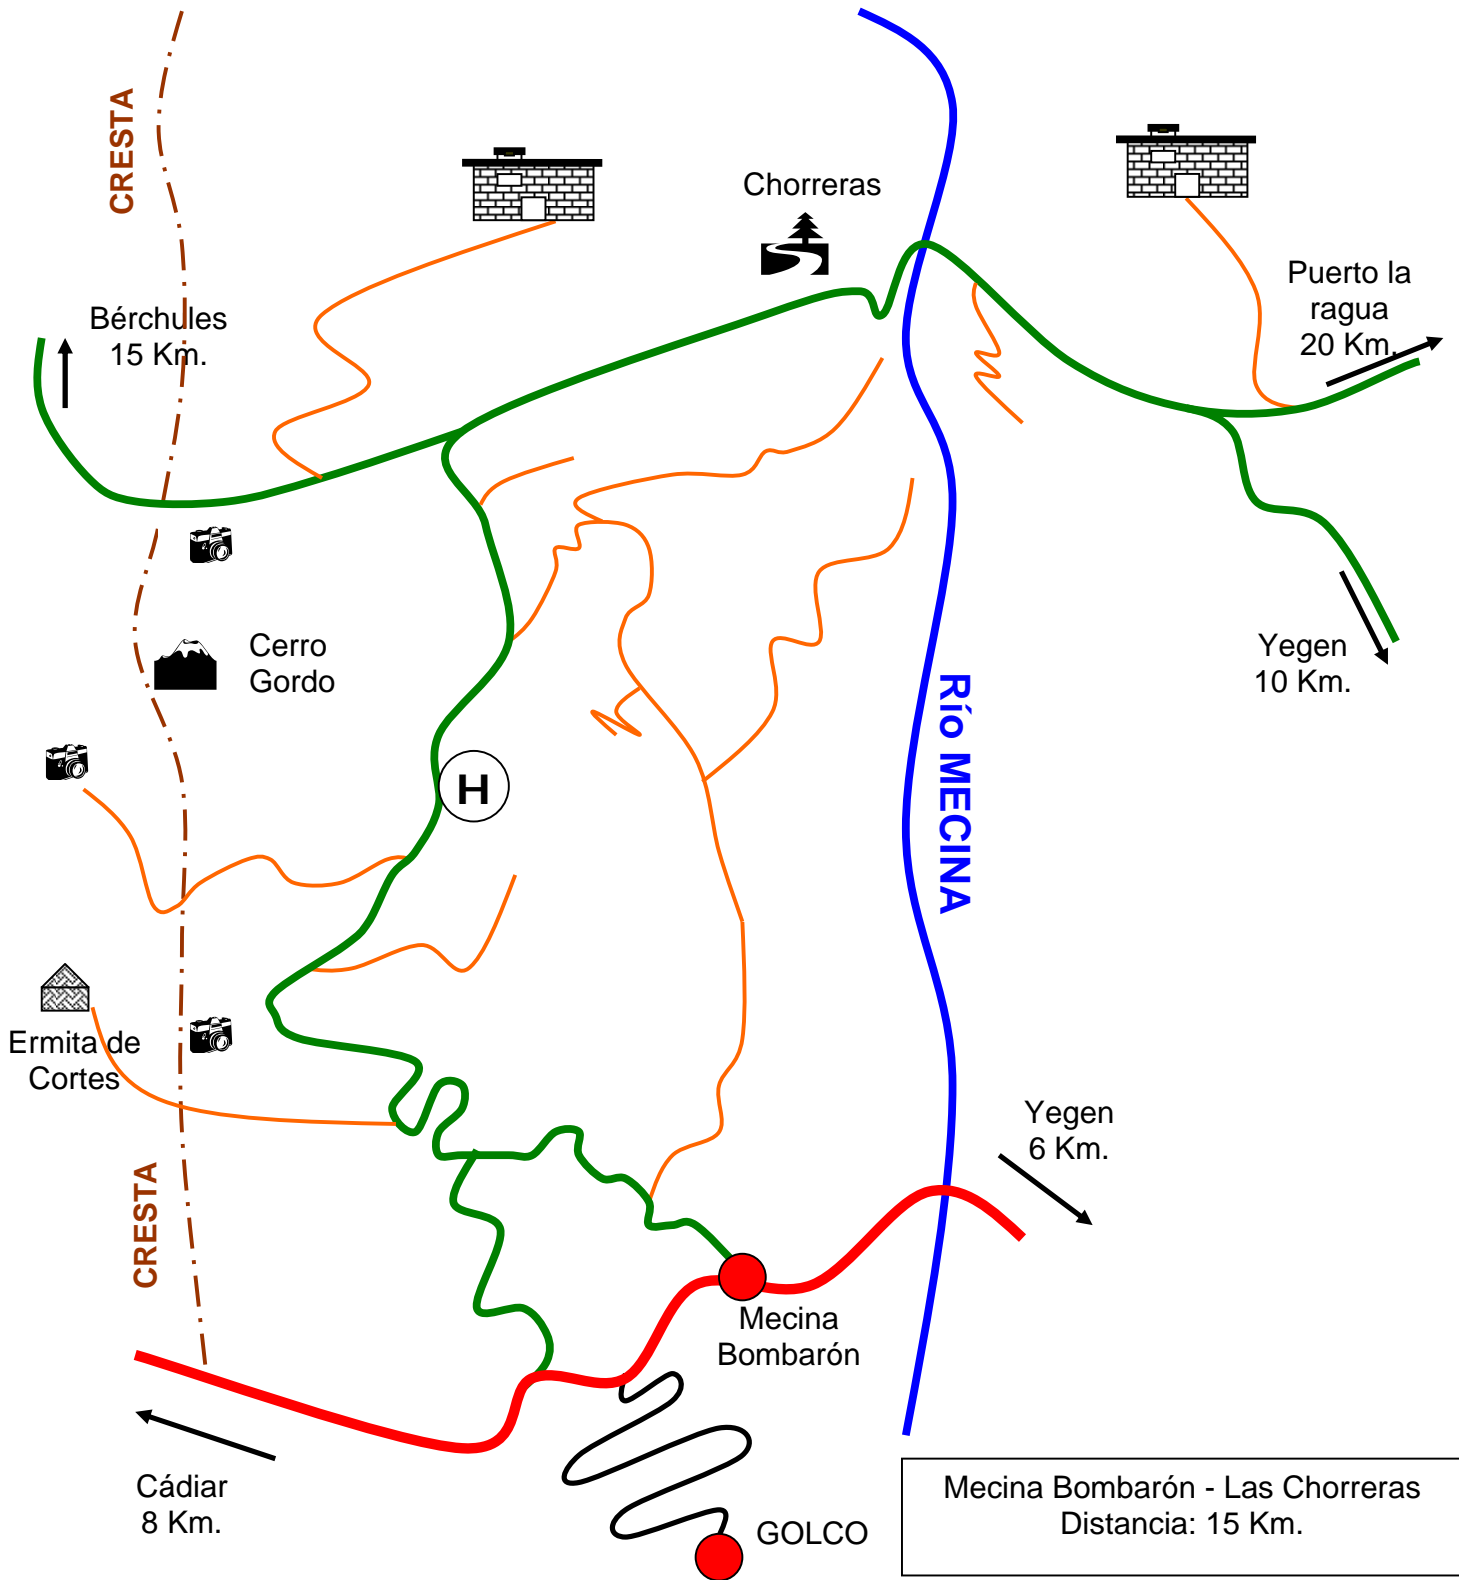 CRESTA
Chorreras
Puerto la
ragua
20 Km.
Bérchules
15 Km.
Cerro
Gordo
Yegen
10 Km.
Río MECINA
H
Ermita de
Cortes
Yegen
6 Km.
CRESTA
Mecina
Bombarón
Cádiar
8 Km.
GOLCO
Mecina Bombarón - Las Chorreras
Distancia: 15 Km.